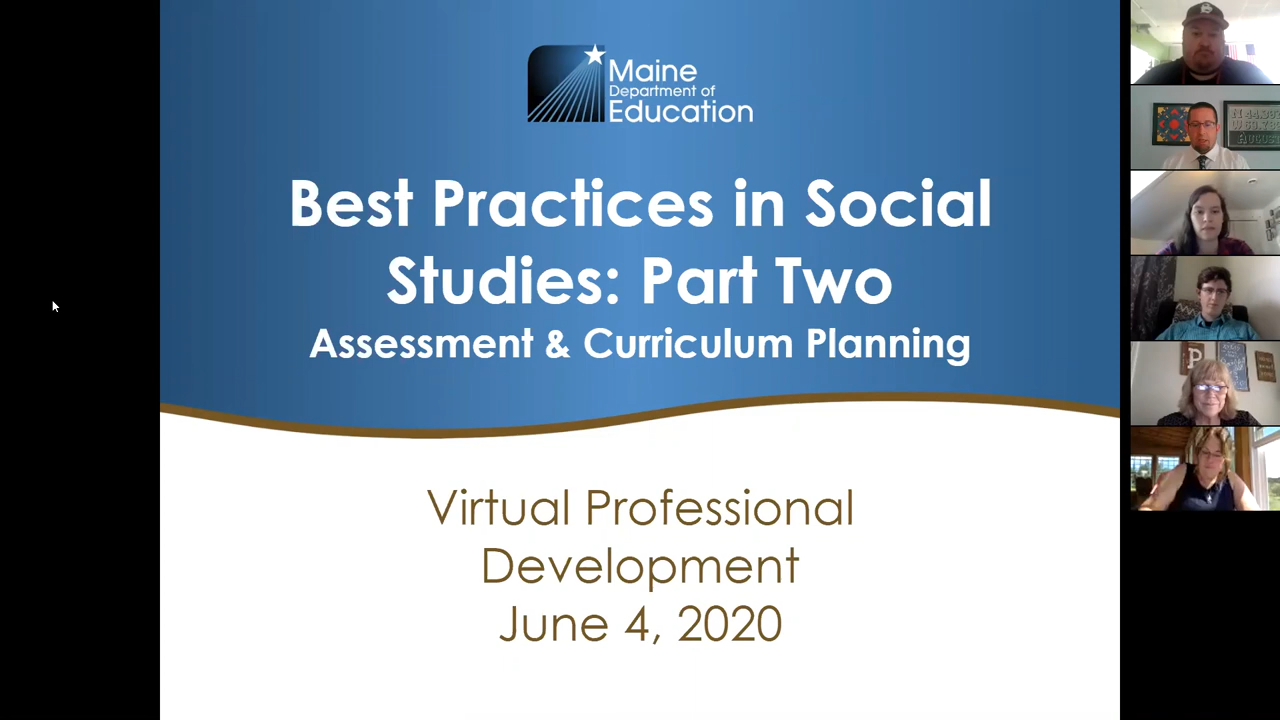 Maine
Department of
Education
Best Practices in Social
Studies: Part Two
Assessment & Curriculum Planning
Virtual Professional
Development
June 4, 2020
P